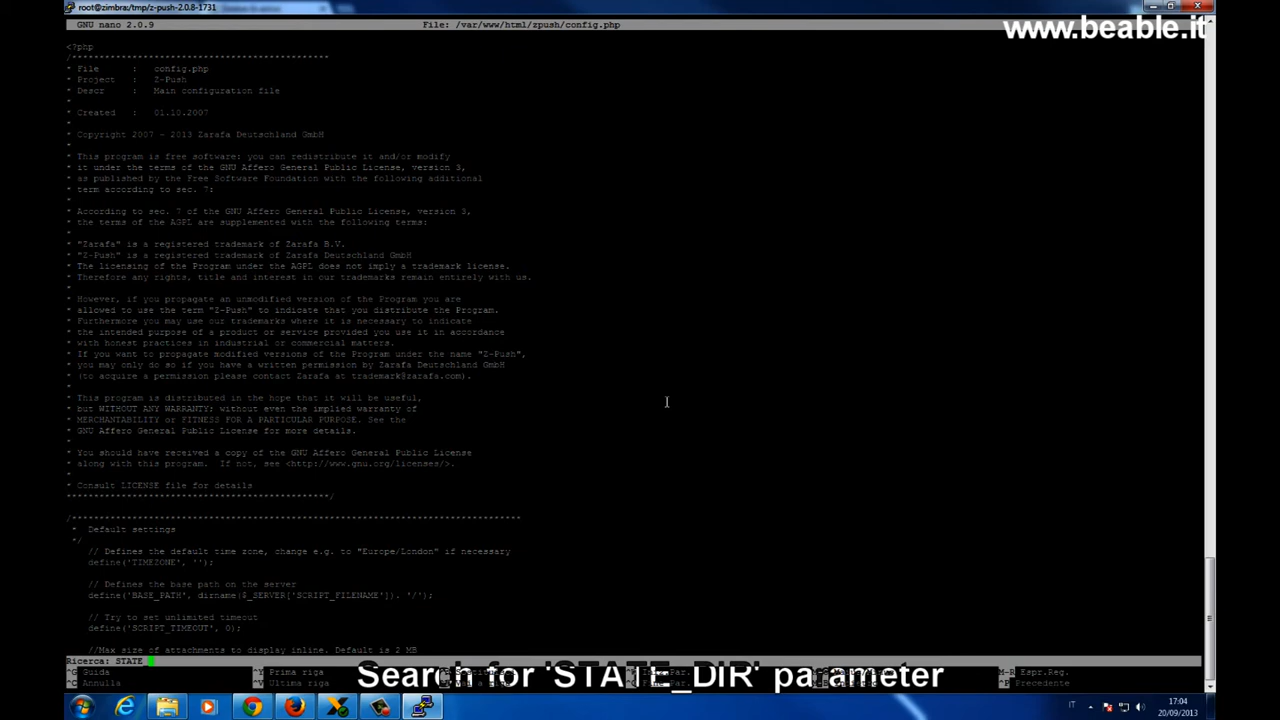 root@zimbra:/tmp/z-push-2.0.8-1731
GNU nano 2.0.9 File: /var/www/html/zpush/config.php
www.beable.it
<?php
/***********************************************
* File : config.php
* Project : Z-Push
* Descr : Main configuration file
*
* Created : 01.10.2007
*
* Copyright 2007 - 2013 Zarafa Deutschland GmbH
*
* This program is free software: you can redistribute it and/or modify
* it under the terms of the GNU Affero General Public License, version 3,
* as published by the Free Software Foundation with the following additional
* term according to sec. 7:
*
* According to sec. 7 of the GNU Affero General Public License, version 3,
* the terms of the AGPL are supplemented with the following terms:
*
* "Zarafa" is a registered trademark of Zarafa B.V.
* "Z-Push" is a registered trademark of Zarafa Deutschland GmbH
* The licensing of the Program under the AGPL does not imply a trademark license.
* Therefore any rights, title and interest in our trademarks remain entirely with us.
*
* However, if you propagate an unmodified version of the Program you are
* allowed to use the term "Z-Push" to indicate that you distribute the Program.
* Furthermore you may use our trademarks where it is necessary to indicate
* the intended purpose of a product or service provided you use it in accordance
* with honest practices in industrial or commercial matters.
* If you want to propagate modified versions of the Program under the name "Z-Push",
* you may only do so if you have a written permission by Zarafa Deutschland GmbH
* (to acquire a permission please contact Zarafa at trademark@zarafa.com).
*
* This program is distributed in the hope that it will be useful,
* but WITHOUT ANY WARRANTY; without even the implied warranty of
* MERCHANTABILITY or FITNESS FOR A PARTICULAR PURPOSE. See the
* GNU Affero General Public License for more details.
*
* You should have received a copy of the GNU Affero General Public License
* along with this program. If not, see <http://www.gnu.org/licenses/>.
*
* Consult LICENSE file for details
************************************************/
/**********************************************************************************
* Default settings
*/
// Defines the default time zone, change e.g. to "Europe/London" if necessary
define('TIMEZONE', '');
// Defines the base path on the server
define('BASE_PATH', dirname($_SERVER['SCRIPT_FILENAME']). '/');
// Try to set unlimited timeout
define('SCRIPT_TIMEOUT', 0);
//Max size of attachments to display inline. Default is 2 MB
Ricerca: STATE
^G Guida ^Y Prima riga M-R Espr.Reg.
^C Annulla ^V Ultima riga Precedente
Search for 'STATE_DIR' parameter
IT
17:04
20/09/2013